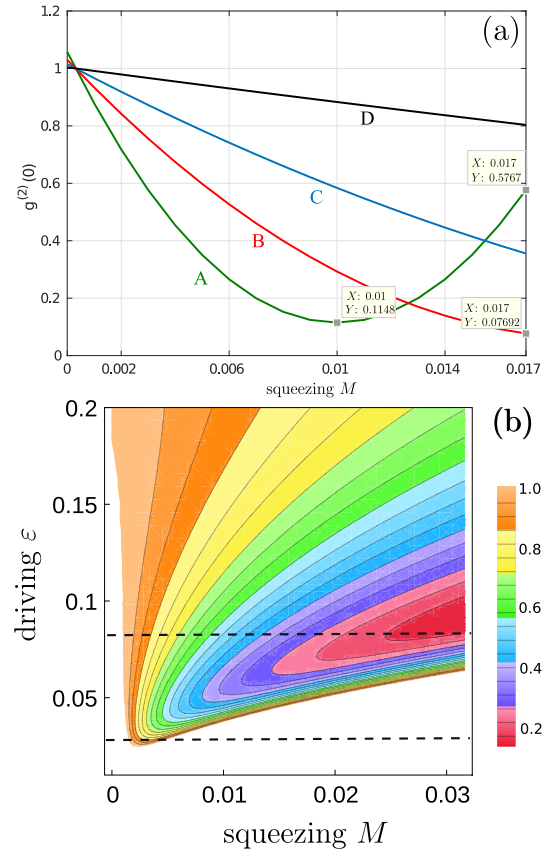 (a)
1.2
1
0.8
0.6
0.4
0.2
0
g(2)(0)
D
C
B
A
X: 0.017
Y: 0.5767
X: 0.01
Y: 0.1148
X: 0.017
Y: 0.07692
0 0.002 0.006 0.01 0.014 0.017
squeezing M
(b)
0.2
0.15
0.1
0.05
driving ε
1.0
0.8
0.6
0.4
0.2
0 0.01 0.02 0.03
squeezing M